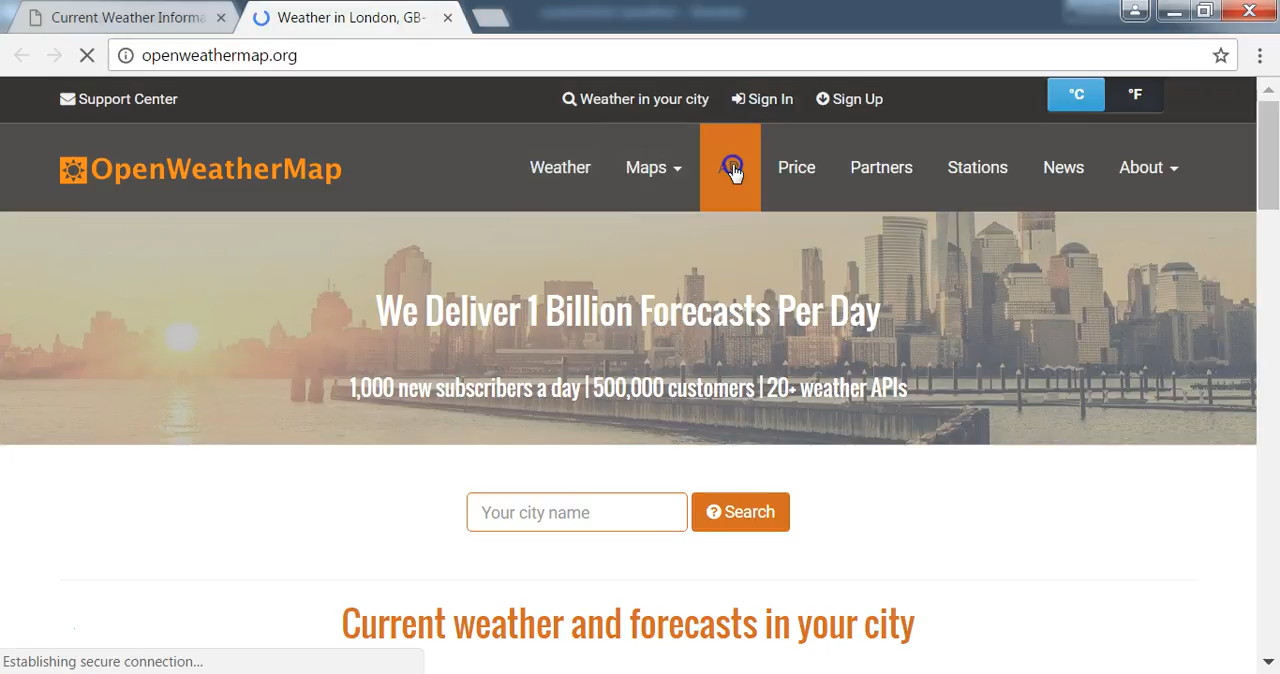 Current Weather Informa
Weather in London, GB-
openweathermap.org
Support Center
Weather in your city
Sign In
Sign Up
°C
°F
OpenWeatherMap
Weather
Maps
Price
Partners
Stations
News
About
We Deliver 1 Billion Forecasts Per Day
1,000 new subscribers a day | 500,000 customers | 20+ weather APIs
Your city name
Search
Current weather and forecasts in your city
Establishing secure connection...